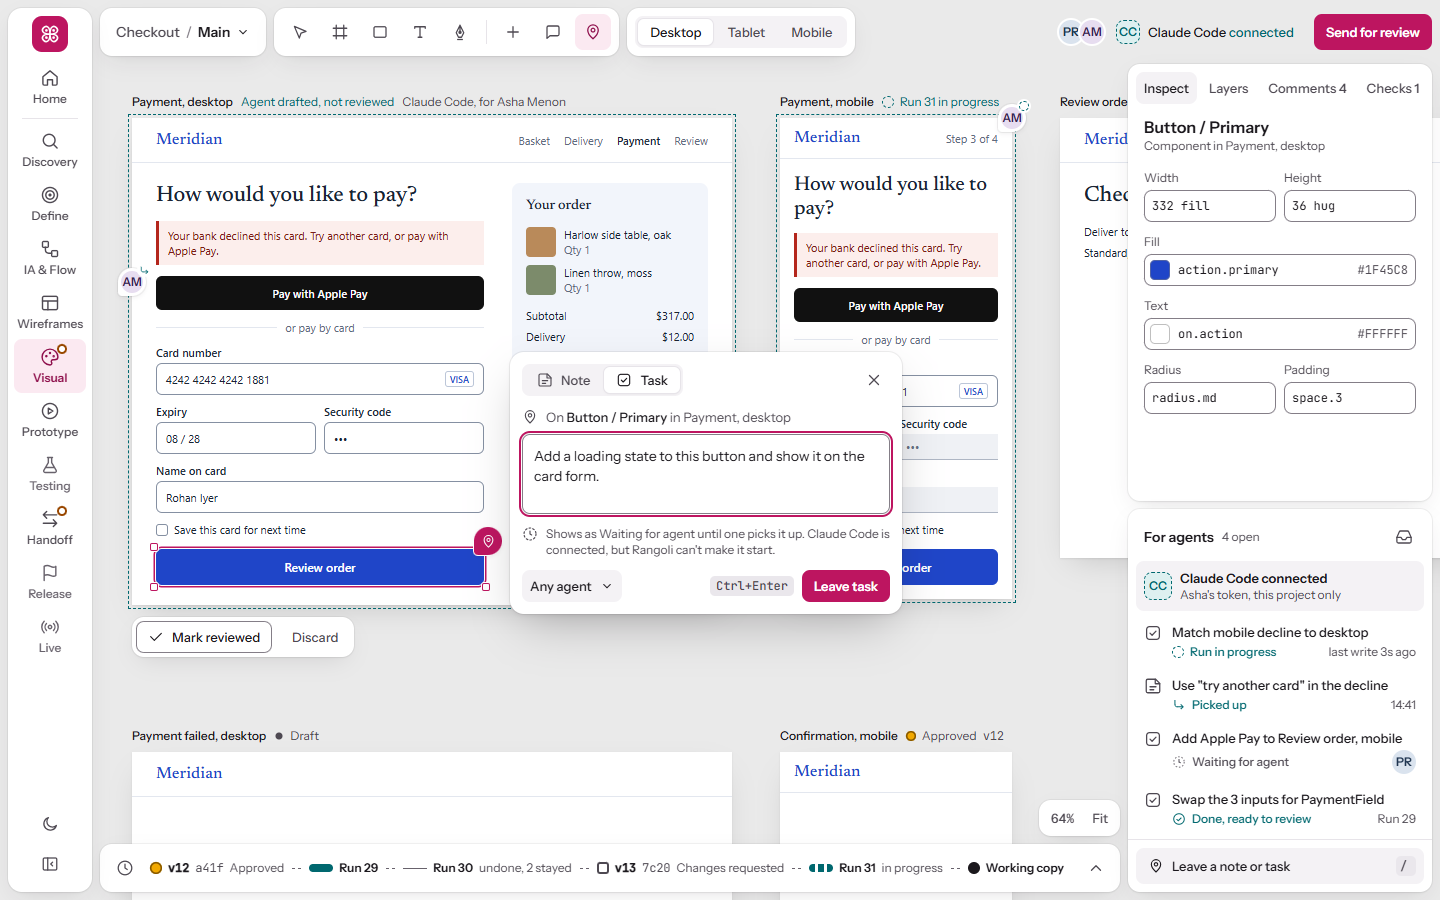 Checkout / Main
Desktop Tablet Mobile
PR AM CC Claude Code connected
Send for review
Home
Discovery
Define
IA & Flow
Wireframes
Visual
Prototype
Testing
Handoff
Release
Live
Payment, desktop Agent drafted, not reviewed Claude Code, for Asha Menon
Meridian
Basket Delivery Payment Review
How would you like to pay?
Your bank declined this card. Try another card, or pay with
Apple Pay.
AM
Pay with Apple Pay
or pay by card
Card number
4242 4242 4242 1881 VISA
Expiry Security code
08 / 28 •••
Name on card
Rohan Iyer
Save this card for next time
Review order
Your order
Harlow side table, oak
Qty 1
Linen throw, moss
Qty 1
Subtotal $317.00
Delivery $12.00
Mark reviewed Discard
Payment, mobile Run 31 in progress
AM
Meridian Step 3 of 4
How would you like to
pay?
Your bank declined this card. Try
another card, or pay with Apple Pay.
Pay with Apple Pay
or pay by card
1 VISA
Security code
•••
next time
order
Note Task
On Button / Primary in Payment, desktop
Add a loading state to this button and show it on the
card form.
Shows as Waiting for agent until one picks it up. Claude Code is
connected, but Rangoli can't make it start.
Any agent Ctrl+Enter Leave task
Review orde
Merid
Chec
Deliver to
Standard
Inspect Layers Comments 4 Checks 1
Button / Primary
Component in Payment, desktop
Width Height
332 fill 36 hug
Fill
action.primary #1F45C8
Text
on.action #FFFFFF
Radius Padding
radius.md space.3
For agents 4 open
CC Claude Code connected
Asha's token, this project only
Match mobile decline to desktop
Run in progress last write 3s ago
Use "try another card" in the decline
Picked up 14:41
Add Apple Pay to Review order, mobile
Waiting for agent PR
Swap the 3 inputs for PaymentField
Done, ready to review Run 29
Leave a note or task /
Payment failed, desktop Draft
Meridian
Confirmation, mobile Approved v12
Meridian
64% Fit
v12 a41f Approved Run 29 Run 30 undone, 2 stayed v13 7c20 Changes requested Run 31 in progress Working copy